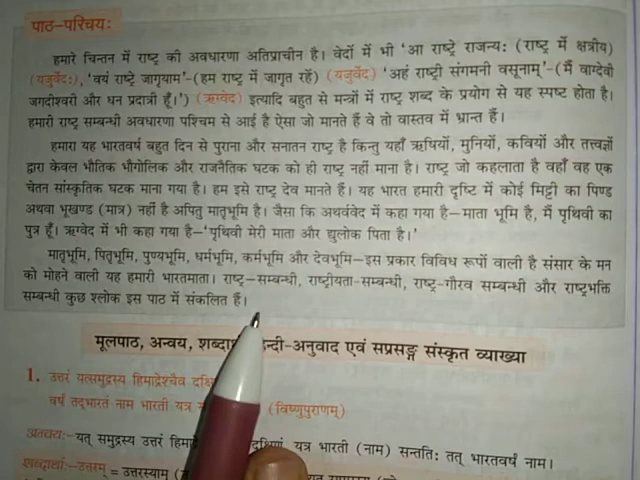 पाठ-परिचय:
हमारे चिन्तन में राष्ट्र की अवधारणा अतिप्राचीन है। वेदों में भी 'आ राष्ट्रे राजन्य: (राष्ट्र में क्षत्रीय)
(यजुर्वेद:), 'वयं राष्ट्रे जागृयाम'-(हम राष्ट्र में जागृत रहें) (यजुर्वेद) 'अहं राष्ट्री संगमनी वसूनाम्'-(मैं वाग्देवी
जगदीश्वरी और धन प्रदात्री हूँ।') (ऋग्वेद) इत्यादि बहुत से मन्त्रों में राष्ट्र शब्द के प्रयोग से यह स्पष्ट होता है।
हमारी राष्ट्र सम्बन्धी अवधारणा पश्चिम से आई है ऐसा जो मानते हैं वे तो वास्तव में भ्रान्त हैं।
हमारा यह भारतवर्ष बहुत दिन से पुराना और सनातन राष्ट्र है किन्तु यहाँ ऋषियों, मुनियों, कवियों और तत्त्वज्ञों
द्वारा केवल भौतिक भौगोलिक और राजनैतिक घटक को ही राष्ट्र नहीं माना है। राष्ट्र जो कहलाता है वहाँ वह एक
चेतन सांस्कृतिक घटक माना गया है। हम इसे राष्ट्र देव मानते हैं। यह भारत हमारी दृष्टि में कोई मिट्टी का पिण्ड
अथवा भूखण्ड (मात्र) नहीं है अपितु मातृभूमि है। जैसा कि अथर्ववेद में कहा गया है—माता भूमि है, मैं पृथिवी का
पुत्र हूँ। ऋग्वेद में भी कहा गया है—'पृथिवी मेरी माता और द्युलोक पिता है।'
मातृभूमि, पितृभूमि, पुण्यभूमि, धर्मभूमि, कर्मभूमि और देवभूमि—इस प्रकार विविध रूपों वाली है संसार के मन
को मोहने वाली यह हमारी भारतमाता। राष्ट्र—सम्बन्धी, राष्ट्रीयता-सम्बन्धी, राष्ट्र-गौरव सम्बन्धी और राष्ट्रभक्ति
सम्बन्धी कुछ श्लोक इस पाठ में संकलित हैं।
मूलपाठ, अन्वय, हिन्दी-अनुवाद एवं सप्रसङ्ग संस्कृत व्याख्या
1. उत्तरं यत्समुद्रस्य हिमाद्रेश्चैव
वर्षं तद्भारतं नाम भारती यत्र (विष्णुपुराणम्)
अन्वय:-यत् समुद्रस्य उत्तरं यत्र भारती (नाम) सन्तति: तत् भारतवर्षं नाम।
शब्दार्था:-उत्तरम् = उत्तरस्याम्